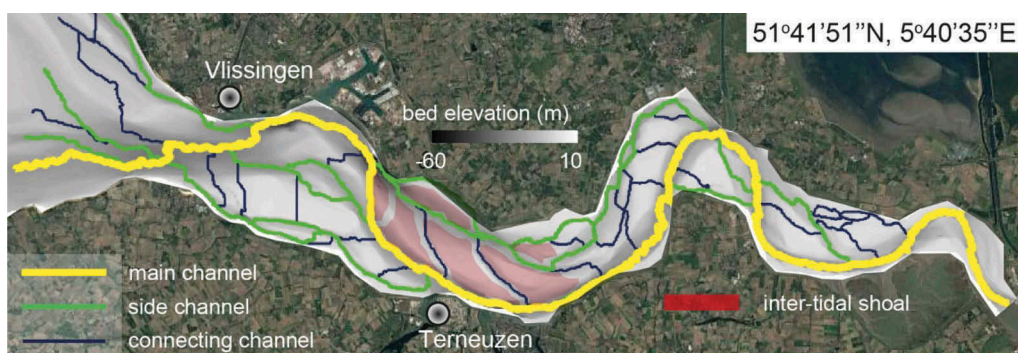 51°41'51''N, 5°40'35''E
Vlissingen
bed elevation (m)
-60 10
main channel
side channel
connecting channel
Terneuzen
inter-tidal shoal